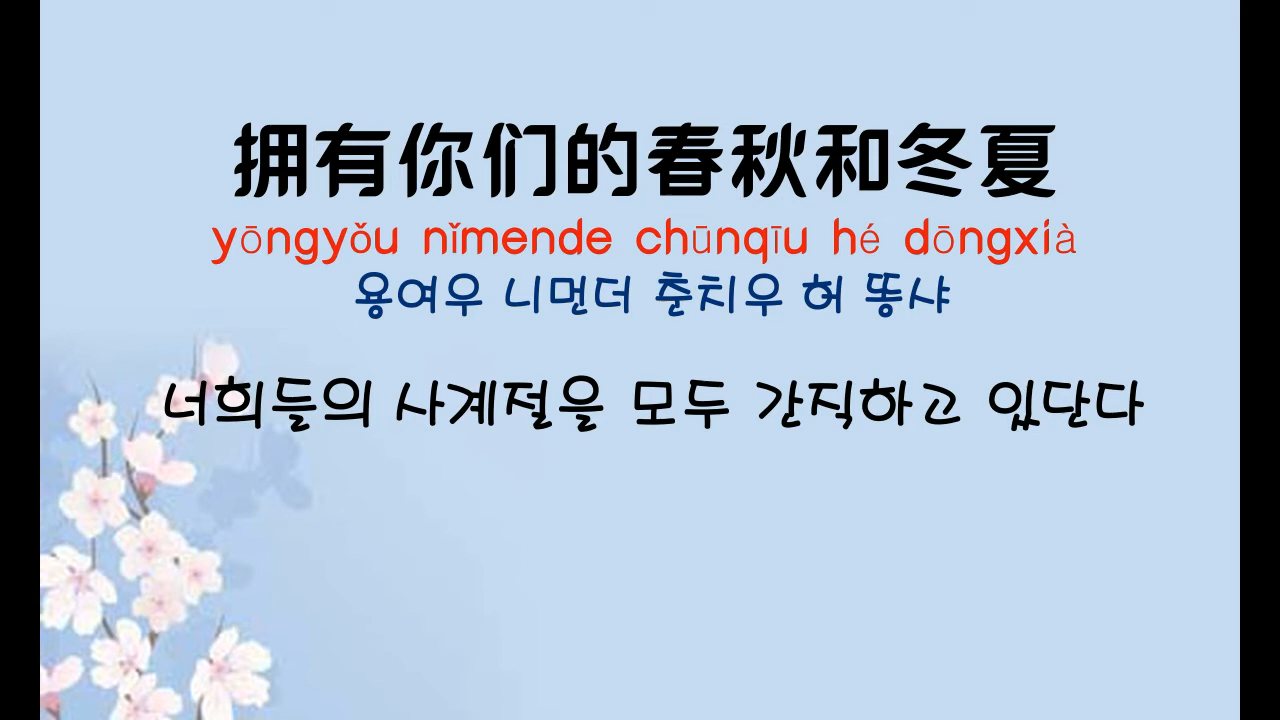 拥有你们的春秋和冬夏
yōngyǒu nǐmende chūnqīu hé dōngxíà
용여우 니먼더 춘치우 허 똥샤
너희들의 사계절을 모두 간직하고 있단다